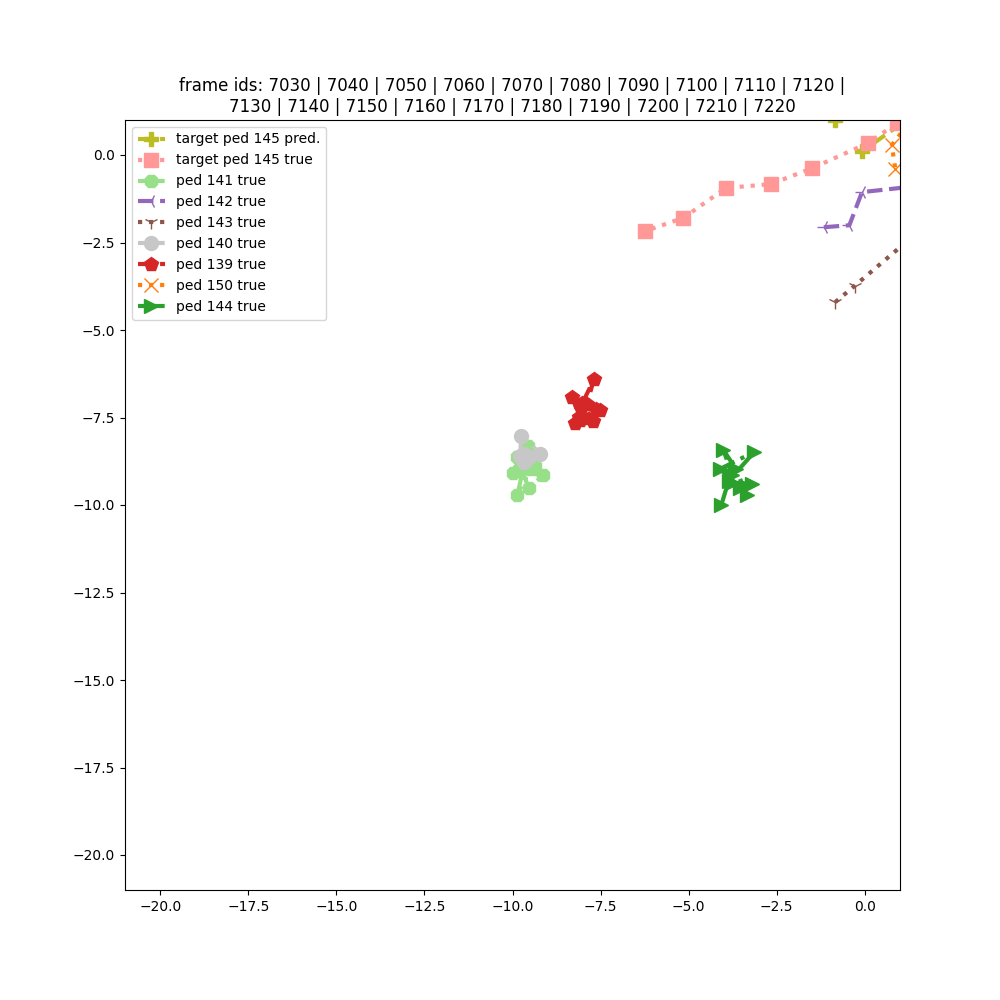 frame ids: 7030 | 7040 | 7050 | 7060 | 7070 | 7080 | 7090 | 7100 | 7110 | 7120 |
7130 | 7140 | 7150 | 7160 | 7170 | 7180 | 7190 | 7200 | 7210 | 7220
target ped 145 pred.
target ped 145 true
ped 141 true
ped 142 true
ped 143 true
ped 140 true
ped 139 true
ped 150 true
ped 144 true
0.0
−2.5
−5.0
−7.5
−10.0
−12.5
−15.0
−17.5
−20.0
−20.0 −17.5 −15.0 −12.5 −10.0 −7.5 −5.0 −2.5 0.0